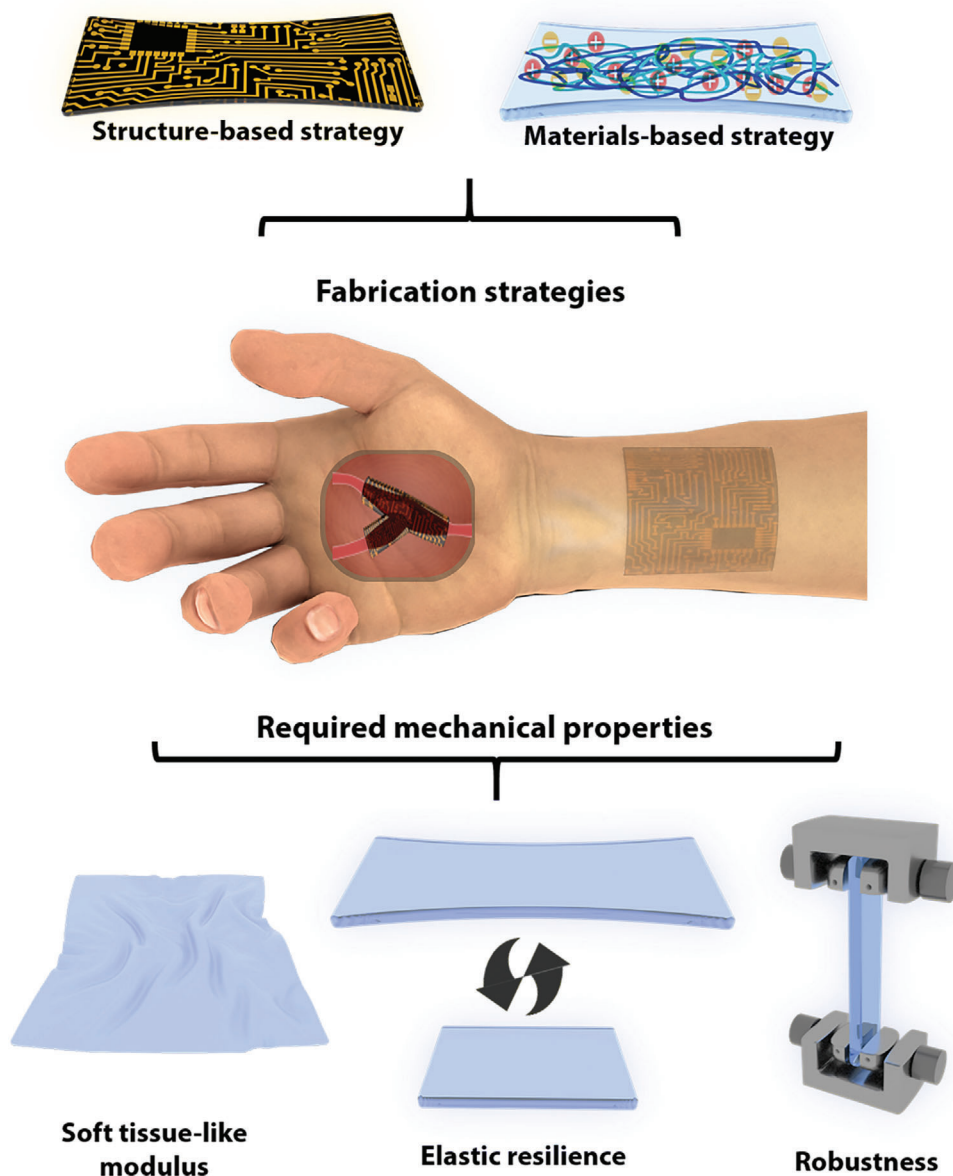 Structure-based strategy
Materials-based strategy
Fabrication strategies
Required mechanical properties
Soft tissue-like
modulus
Elastic resilience
Robustness